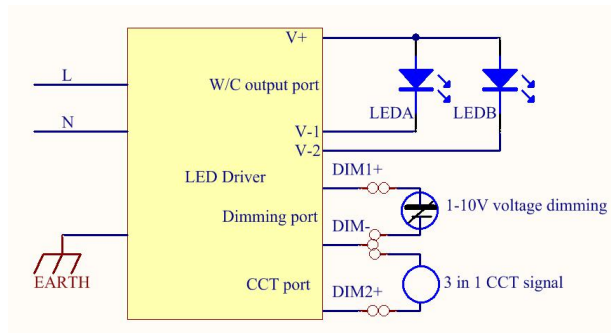 V+
L
W/C output port
LEDA
LEDB
N
V-1
V-2
DIM1+
LED Driver
1-10V voltage dimming
Dimming port
DIM-
EARTH
CCT port
3 in 1 CCT signal
DIM2+